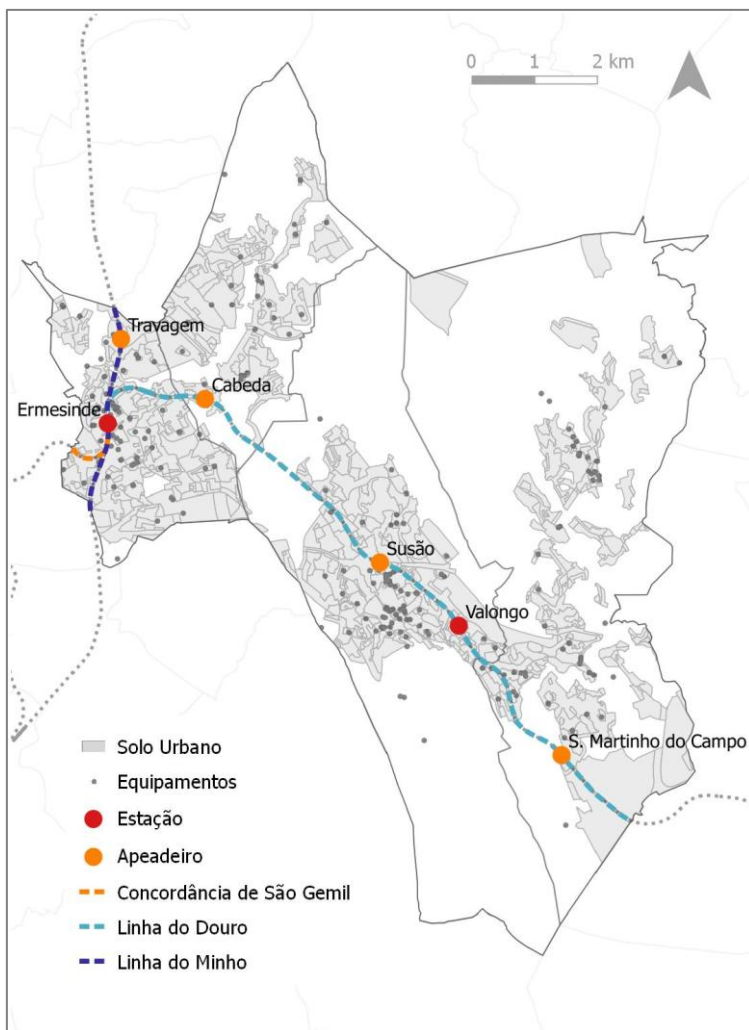 0 1 2 km
Travagem
Cabeda
Ermesinde
Susão
Valongo
S. Martinho do Campo
Solo Urbano
Equipamentos
Estação
Apeadeiro
Concordância de São Gemil
Linha do Douro
Linha do Minho